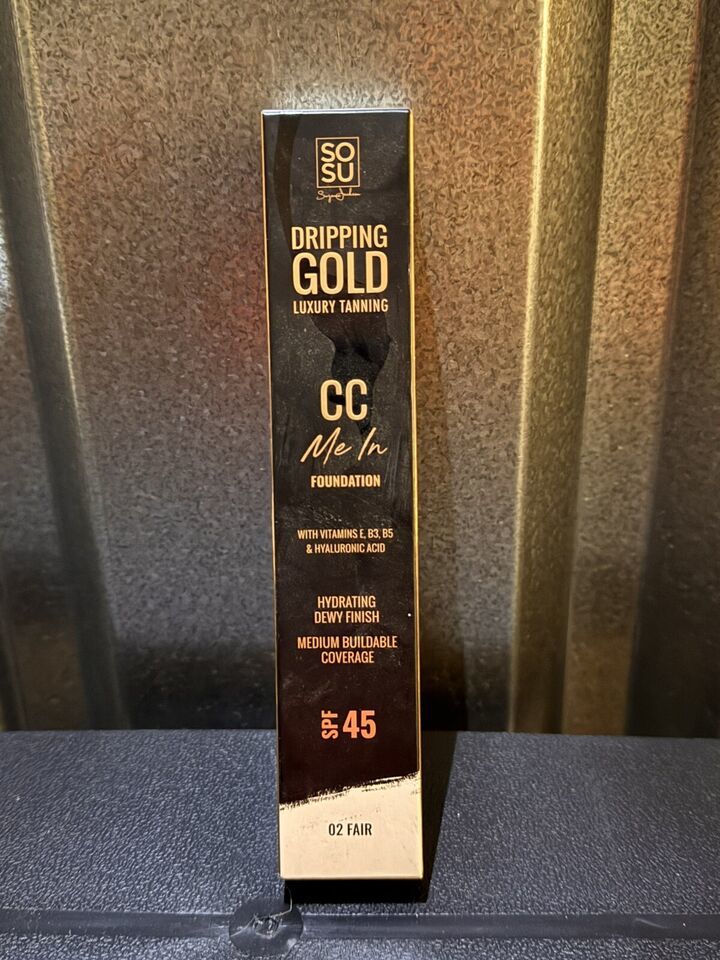 SO
SU
DRIPPING
GOLD
LUXURY TANNING
CC
Me In
FOUNDATION
WITH VITAMINS E, B3, B5
& HYALURONIC ACID
HYDRATING
DEWY FINISH
MEDIUM BUILDABLE
COVERAGE
SPF 45
02 FAIR